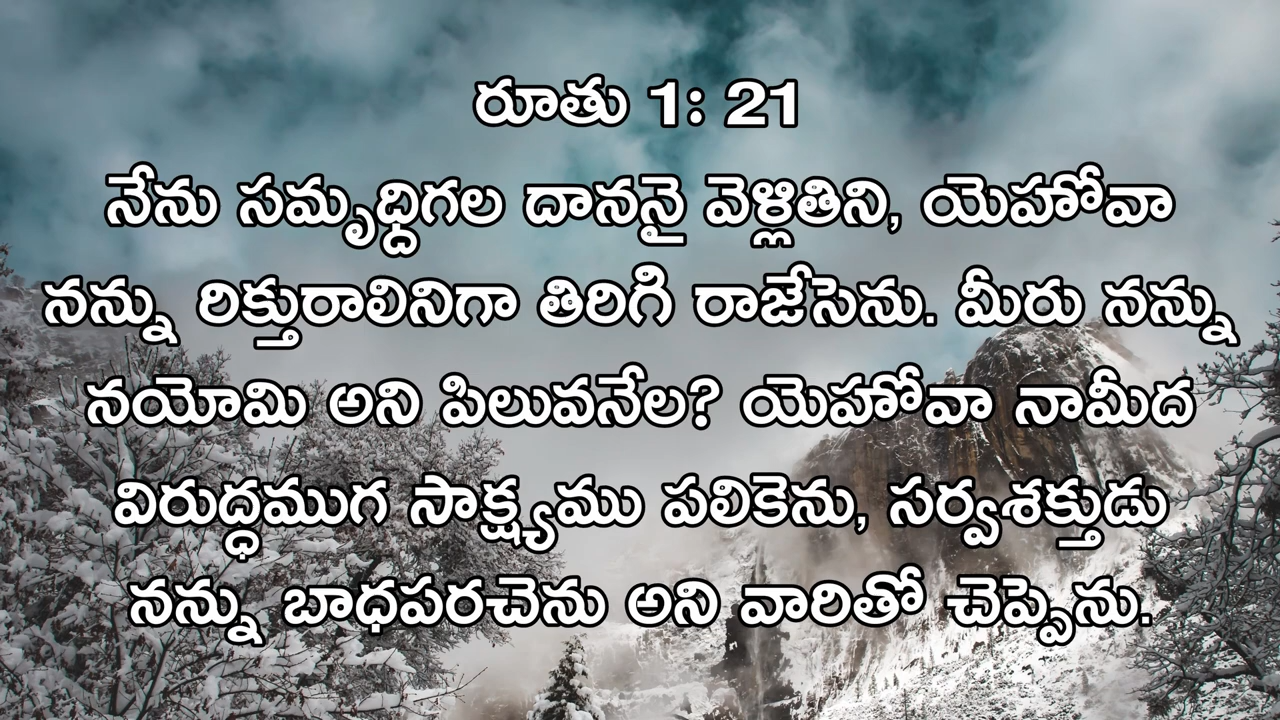 రూతు 1: 21
నేను సమృద్ధిగల దాననై వెళ్లితిని, యెహోవా
నన్ను రిక్తురాలినిగా తిరిగి రాజేసెను. మీరు నన్ను
నయోమి అని పిలువనేల? యెహోవా నామీద
విరుద్ధముగ సాక్ష్యము పలికెను, సర్వశక్తుడు
నన్ను బాధపరచెను అని వారితో చెప్పెను.